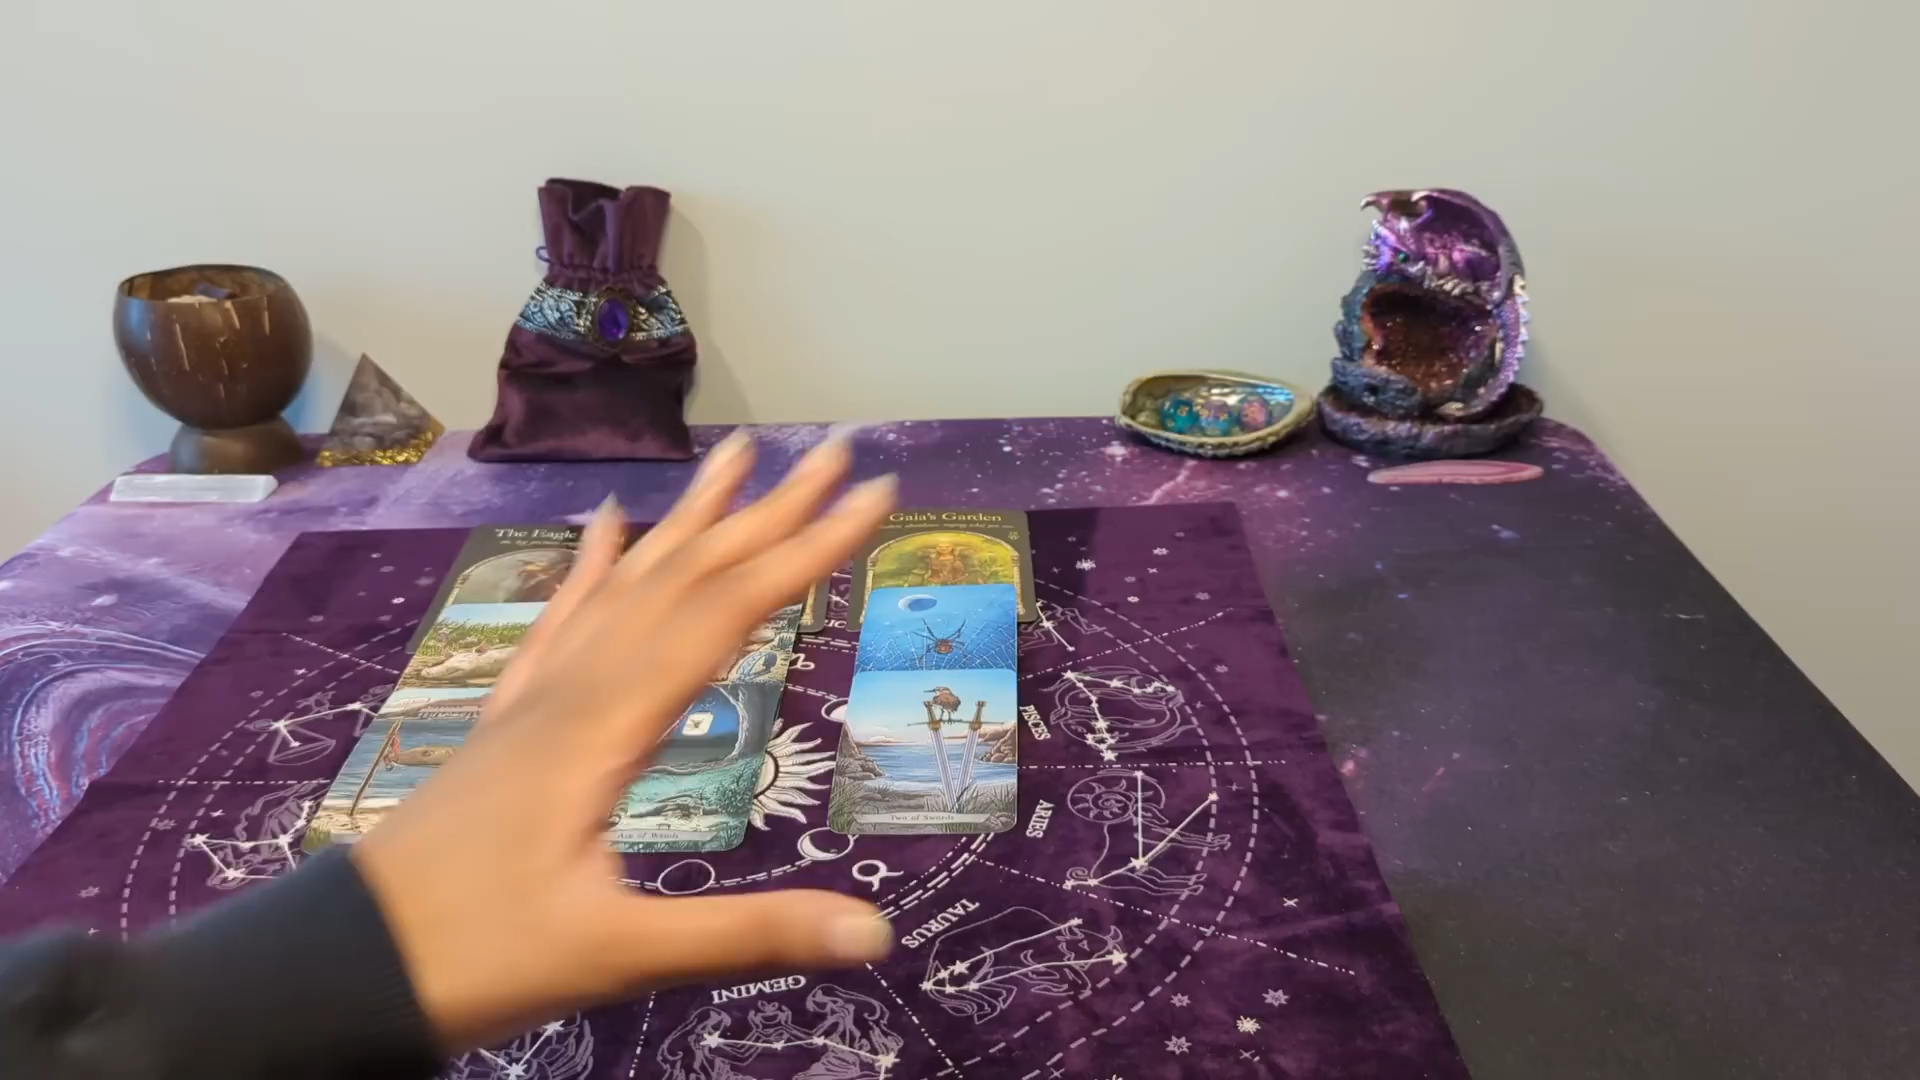 The Eagle
Gaia's Garden
PISCES
Two of Swords
Ace of Wands
ARIES
TAURUS
GEMINI